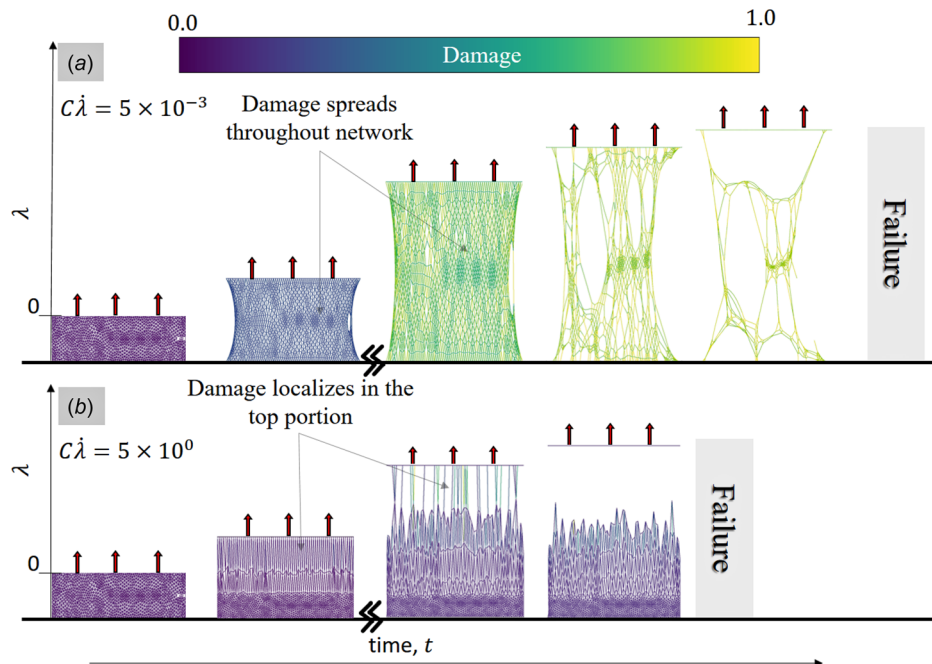 0.0
1.0
Damage
(a)
Cλ̇ = 5 × 10⁻³
Damage spreads
throughout network
λ
0
Failure
(b)
Damage localizes in the
top portion
Cλ̇ = 5 × 10⁰
λ
0
Failure
time, t